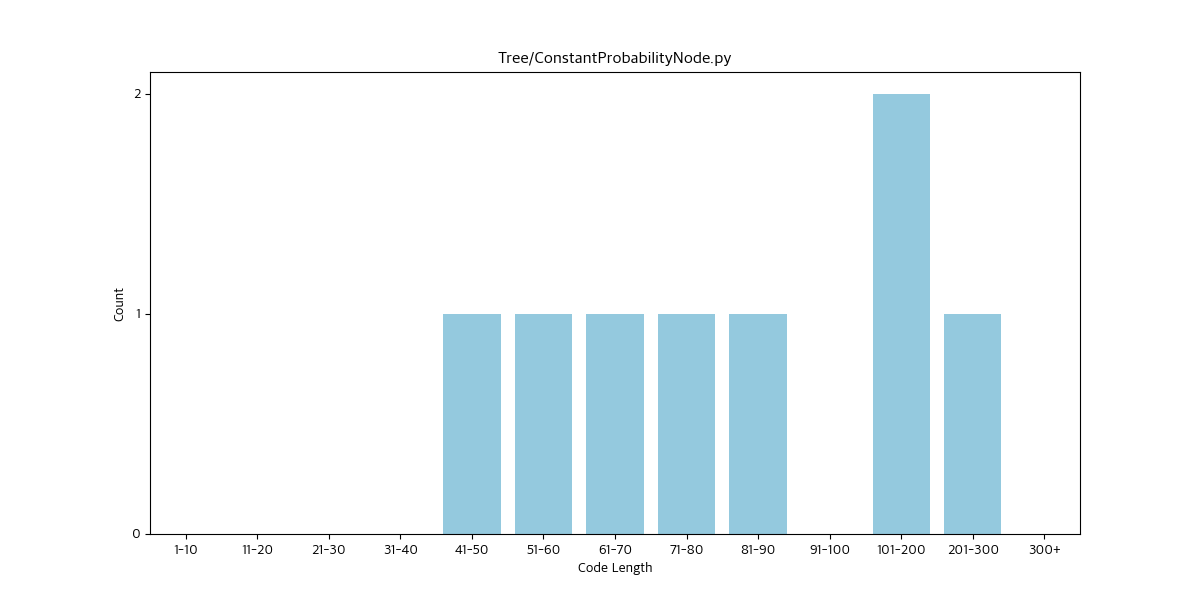 Tree/ConstantProbabilityNode.py
Count
2
1
0
1-10 11-20 21-30 31-40 41-50 51-60 61-70 71-80 81-90 91-100 101-200 201-300 300+
Code Length